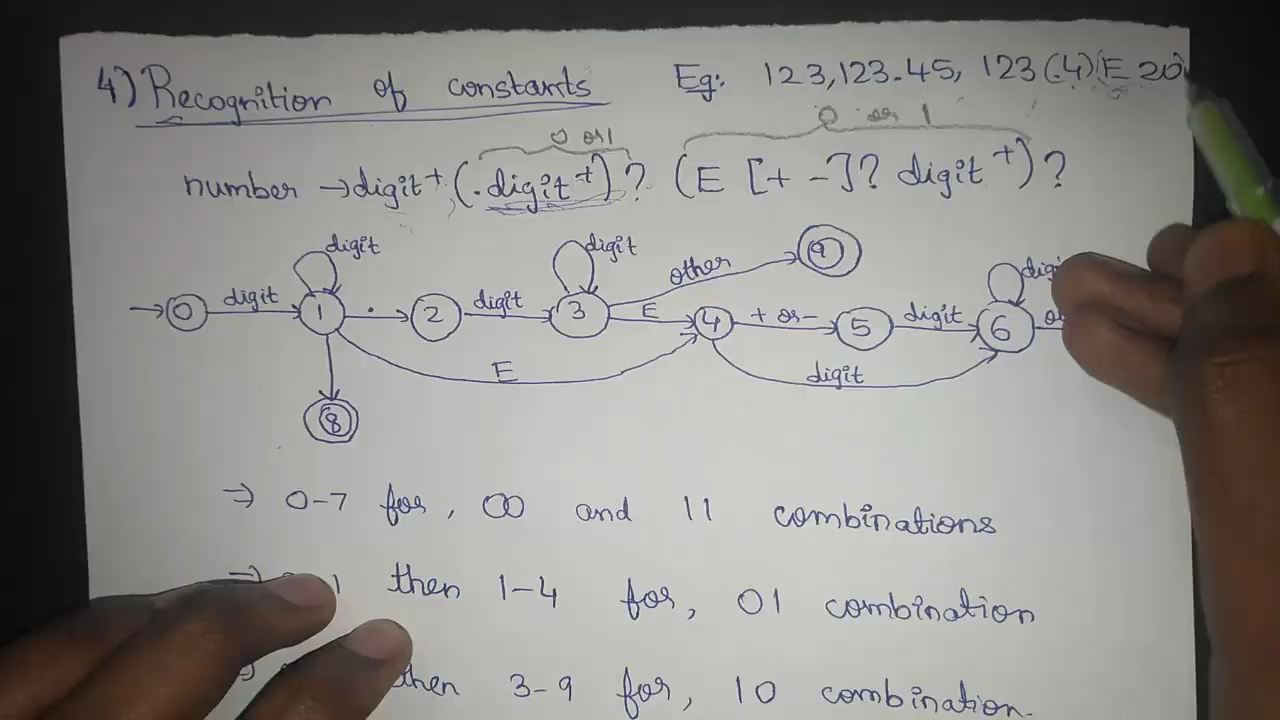 4) Recognition of constants Eg: 123, 123.45, 123 (.4) (E 20)
0 or 1 0 or 1
number → digit+ (. digit+)? (E [+ -]? digit+)?
digit digit digit
other 9
→ 0 digit 1 . 2 digit 3 E 4 + or - 5 digit 6
E digit
8
⇒ 0-7 for, 00 and 11 combinations
⇒ 1 then 1-4 for, 01 combination
⇒ then 3-9 for, 10 combination.